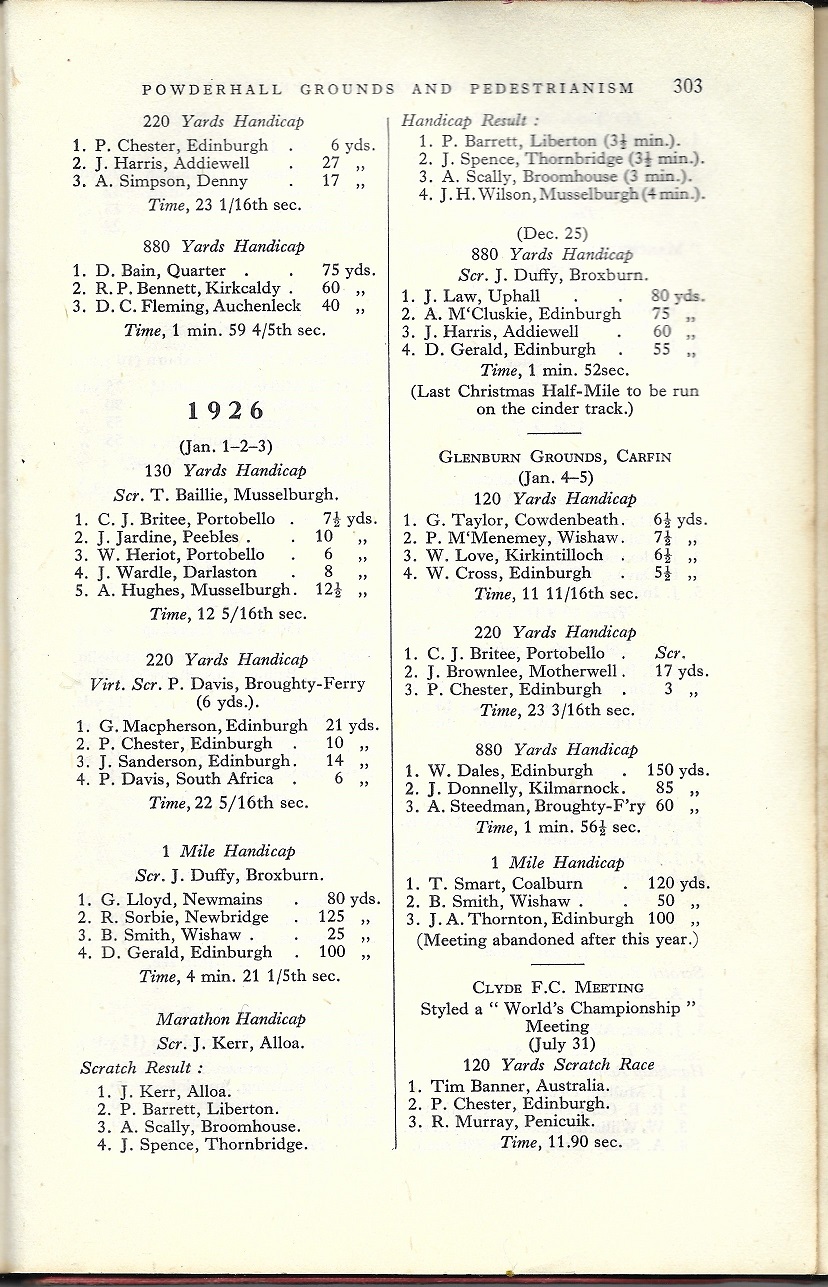 POWDERHALL GROUNDS AND PEDESTRIANISM 303
220 Yards Handicap
1. P. Chester, Edinburgh . 6 yds.
2. J. Harris, Addiewell . 27 „
3. A. Simpson, Denny . 17 „
Time, 23 1/16th sec.
880 Yards Handicap
1. D. Bain, Quarter . . 75 yds.
2. R. P. Bennett, Kirkcaldy . 60 „
3. D. C. Fleming, Auchenleck 40 „
Time, 1 min. 59 4/5th sec.
1926
(Jan. 1–2–3)
130 Yards Handicap
Scr. T. Baillie, Musselburgh.
1. C. J. Britee, Portobello . 7½ yds.
2. J. Jardine, Peebles . . 10 „
3. W. Heriot, Portobello . 6 „
4. J. Wardle, Darlaston . 8 „
5. A. Hughes, Musselburgh. 12½ „
Time, 12 5/16th sec.
220 Yards Handicap
Virt. Scr. P. Davis, Broughty-Ferry
(6 yds.).
1. G. Macpherson, Edinburgh 21 yds.
2. P. Chester, Edinburgh . 10 „
3. J. Sanderson, Edinburgh. 14 „
4. P. Davis, South Africa . 6 „
Time, 22 5/16th sec.
1 Mile Handicap
Scr. J. Duffy, Broxburn.
1. G. Lloyd, Newmains . 80 yds.
2. R. Sorbie, Newbridge . 125 „
3. B. Smith, Wishaw . . 25 „
4. D. Gerald, Edinburgh . 100 „
Time, 4 min. 21 1/5th sec.
Marathon Handicap
Scr. J. Kerr, Alloa.
Scratch Result :
1. J. Kerr, Alloa.
2. P. Barrett, Liberton.
3. A. Scally, Broomhouse.
4. J. Spence, Thornbridge.
Handicap Result :
1. P. Barrett, Liberton (3½ min.).
2. J. Spence, Thornbridge (3½ min.).
3. A. Scally, Broomhouse (3 min.).
4. J. H. Wilson, Musselburgh (4 min.).
(Dec. 25)
880 Yards Handicap
Scr. J. Duffy, Broxburn.
1. J. Law, Uphall . . 80 yds.
2. A. M‘Cluskie, Edinburgh 75 „
3. J. Harris, Addiewell . 60 „
4. D. Gerald, Edinburgh . 55 „
Time, 1 min. 52sec.
(Last Christmas Half-Mile to be run
on the cinder track.)
GLENBURN GROUNDS, CARFIN
(Jan. 4–5)
120 Yards Handicap
1. G. Taylor, Cowdenbeath. 6½ yds.
2. P. M‘Menemey, Wishaw. 7½ „
3. W. Love, Kirkintilloch . 6½ „
4. W. Cross, Edinburgh . 5½ „
Time, 11 11/16th sec.
220 Yards Handicap
1. C. J. Britee, Portobello . Scr.
2. J. Brownlee, Motherwell. 17 yds.
3. P. Chester, Edinburgh . 3 „
Time, 23 3/16th sec.
880 Yards Handicap
1. W. Dales, Edinburgh . 150 yds.
2. J. Donnelly, Kilmarnock. 85 „
3. A. Steedman, Broughty-F'ry 60 „
Time, 1 min. 56½ sec.
1 Mile Handicap
1. T. Smart, Coalburn . 120 yds.
2. B. Smith, Wishaw . . 50 „
3. J. A. Thornton, Edinburgh 100 „
(Meeting abandoned after this year.)
CLYDE F.C. MEETING
Styled a “ World's Championship ”
Meeting
(July 31)
120 Yards Scratch Race
1. Tim Banner, Australia.
2. P. Chester, Edinburgh.
3. R. Murray, Penicuik.
Time, 11.90 sec.